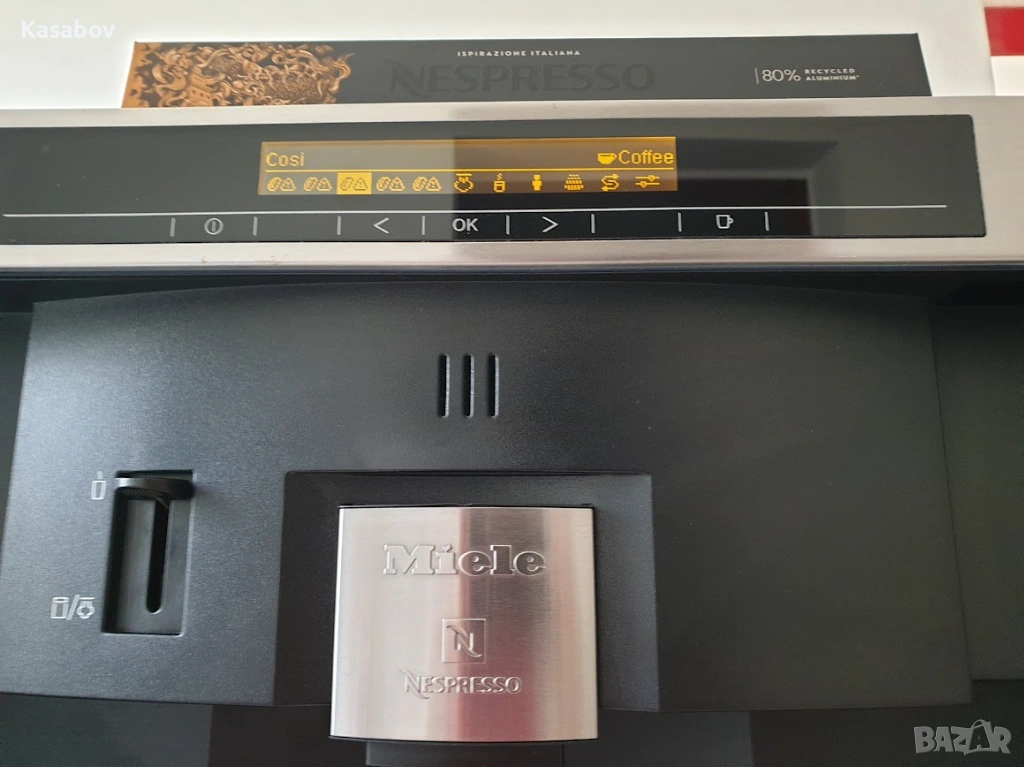 Kasabov
ISPIRAZIONE ITALIANA
NESPRESSO
80% RECYCLED ALUMINIUM*
Cosi Coffee
< OK >
Miele
N
NESPRESSO
BAZAR